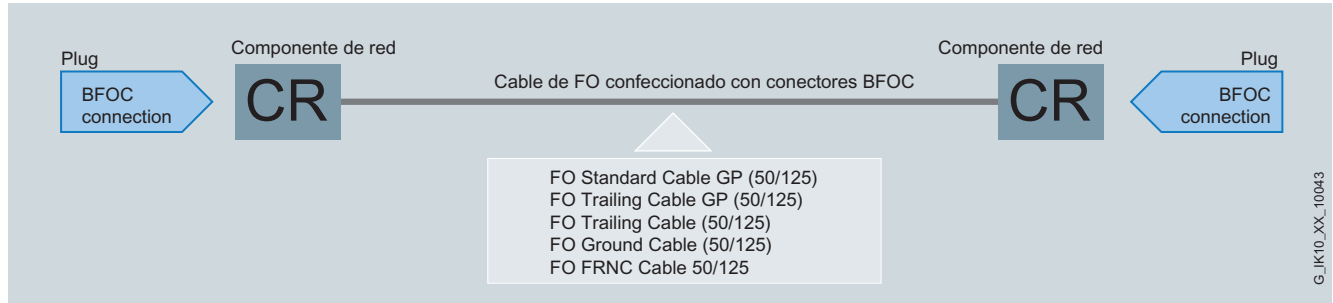 Plug
Componente de red
Componente de red
Plug
BFOC
connection
CR
Cable de FO confeccionado con conectores BFOC
CR
BFOC
connection
FO Standard Cable GP (50/125)
FO Trailing Cable GP (50/125)
FO Trailing Cable (50/125)
FO Ground Cable (50/125)
FO FRNC Cable 50/125
G_IK10_XX_10043